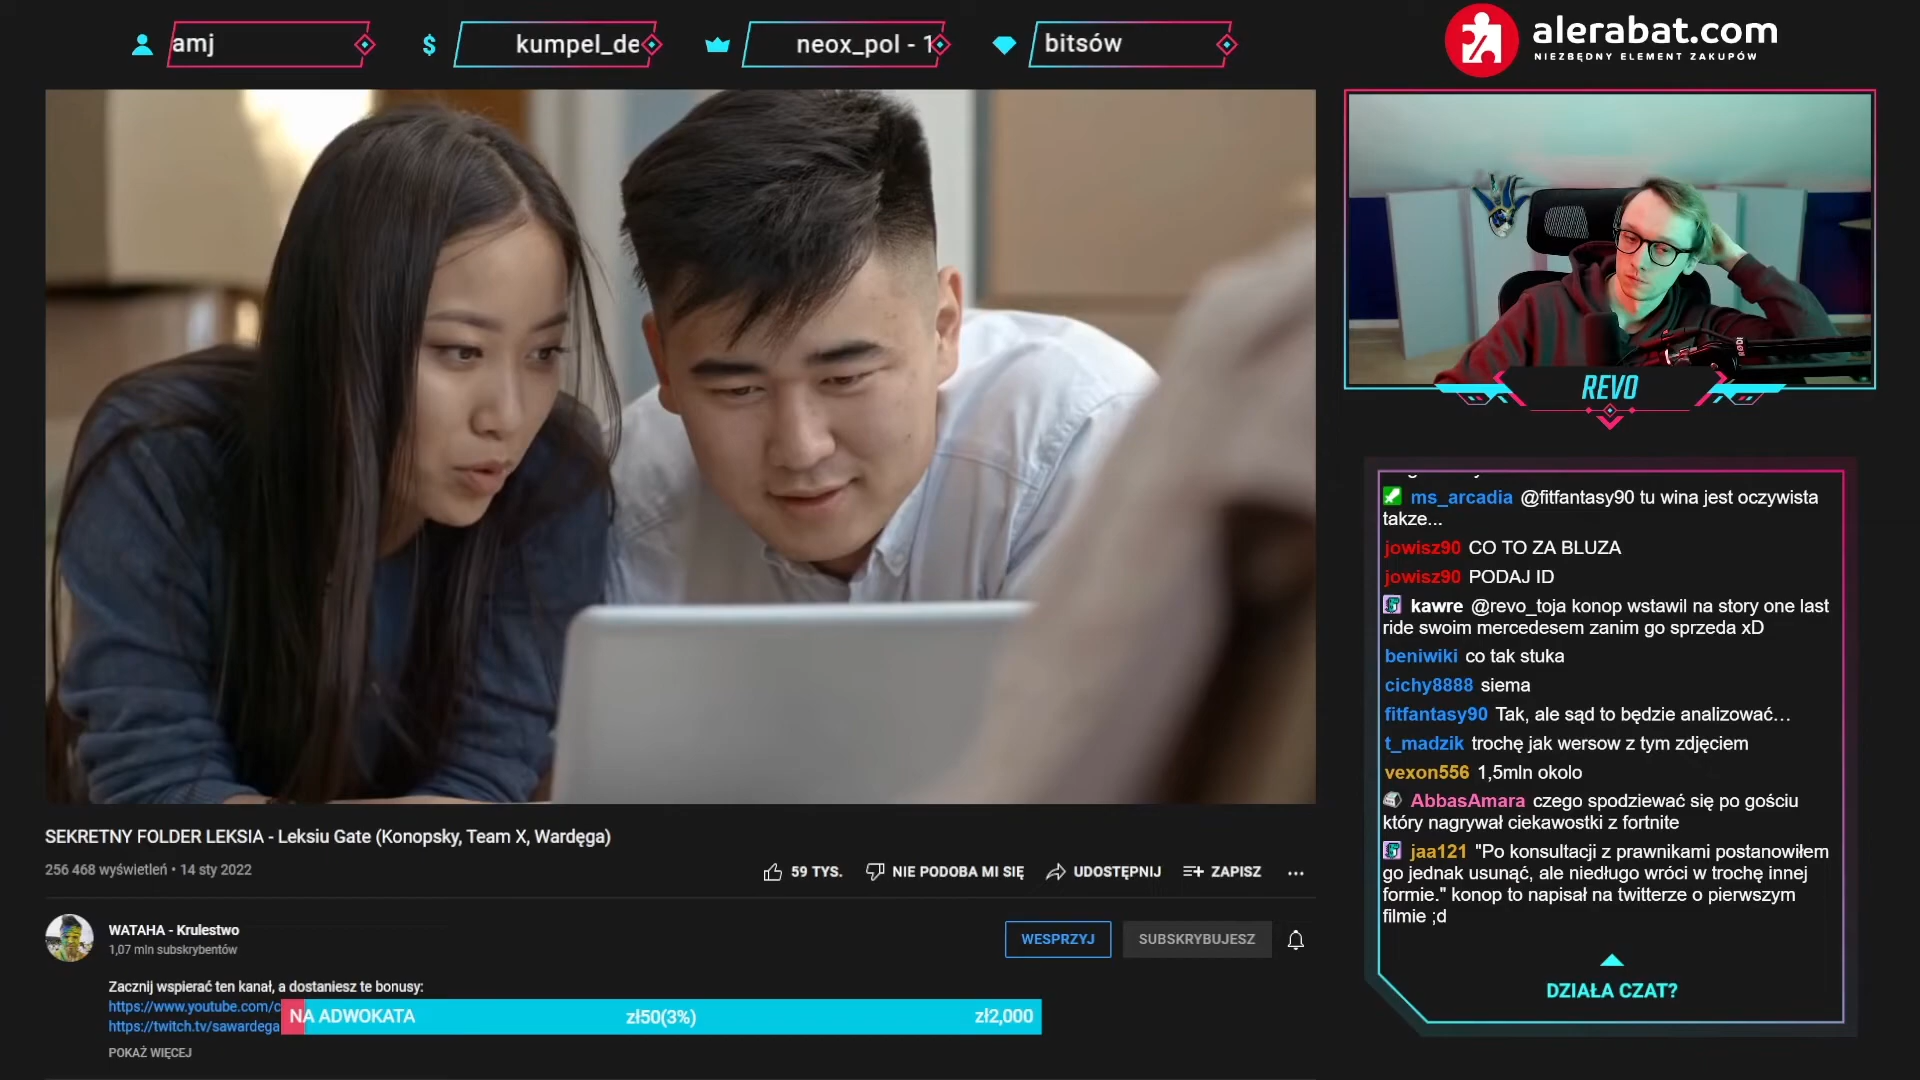 amj
kumpel_de
neox_pol - 1
bitsów
alerabat.com
NIEZBĘDNY ELEMENT ZAKUPÓW
REVO
ms_arcadia @fitfantasy90 tu wina jest oczywista
takze...
jowisz90 CO TO ZA BLUZA
jowisz90 PODAJ ID
kawre @revo_toja konop wstawil na story one last
ride swoim mercedesem zanim go sprzeda xD
beniwiki co tak stuka
cichy8888 siema
fitfantasy90 Tak, ale sąd to będzie analizować…
t_madzik trochę jak wersow z tym zdjęciem
vexon556 1,5mln okolo
AbbasAmara czego spodziewać się po gościu
który nagrywał ciekawostki z fortnite
jaa121 "Po konsultacji z prawnikami postanowiłem
go jednak usunąć, ale niedługo wróci w trochę innej
formie." konop to napisał na twitterze o pierwszym
filmie ;d
DZIAŁA CZAT?
SEKRETNY FOLDER LEKSIA - Leksiu Gate (Konopsky, Team X, Wardęga)
256 468 wyświetleń • 14 sty 2022
59 TYS.
NIE PODOBA MI SIĘ
UDOSTĘPNIJ
ZAPISZ
WATAHA - Krulestwo
1,07 mln subskrybentów
WESPRZYJ
SUBSKRYBUJESZ
Zacznij wspierać ten kanał, a dostaniesz te bonusy:
https://www.youtube.com/c
https://twitch.tv/sawardega
NA ADWOKATA
zł50(3%)
zł2,000
POKAŻ WIĘCEJ